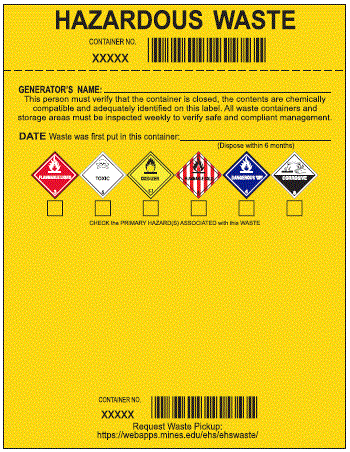 HAZARDOUS WASTE
CONTAINER NO.
XXXXX
GENERATOR'S NAME:
This person must verify that the container is closed, the contents are chemically
compatible and adequately identified on this label. All waste containers and
storage areas must be inspected weekly to verify safe and compliant management.
DATE Waste was first put in this container:
(Dispose within 6 months)
FLAMMABLE LIQUID TOXIC OXIDIZER DANGEROUS CORROSIVE
CHECK the PRIMARY HAZARD(S) ASSOCIATED with this WASTE
CONTAINER NO.
XXXXX
Request Waste Pickup:
https://webapps.mines.edu/ehs/ehswaste/